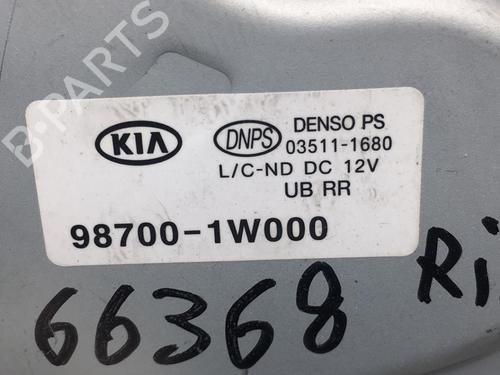 B-PARTS
KIA
DNPS
DENSO PS
03511-1680
L/C-ND DC 12V
UB RR
98700-1W000
66368 Ri